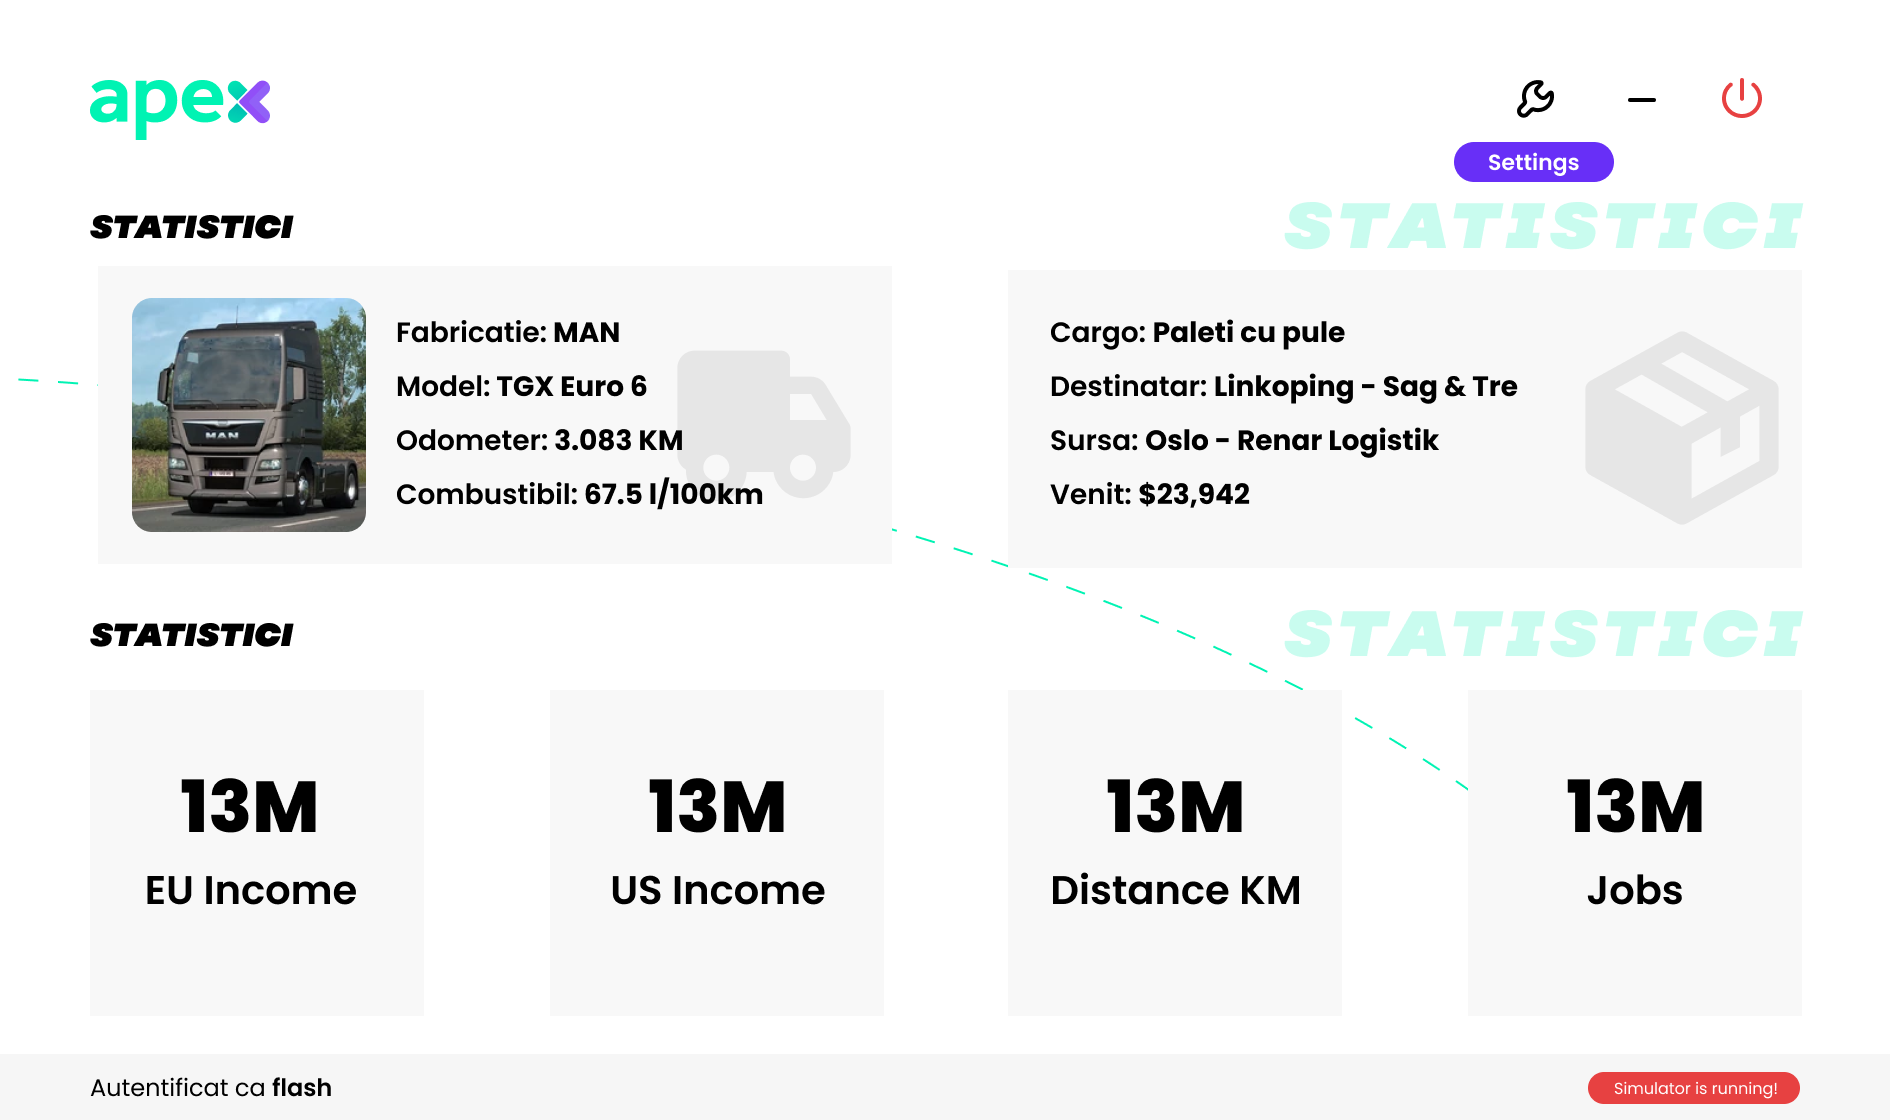 apex
Settings
STATISTICI
STATISTICI
MAN
Fabricatie: MAN
Model: TGX Euro 6
Odometer: 3.083 KM
Combustibil: 67.5 l/100km
Cargo: Paleti cu pule
Destinatar: Linkoping - Sag & Tre
Sursa: Oslo - Renar Logistik
Venit: $23,942
STATISTICI
STATISTICI
13M
EU Income
13M
US Income
13M
Distance KM
13M
Jobs
Autentificat ca flash
Simulator is running!